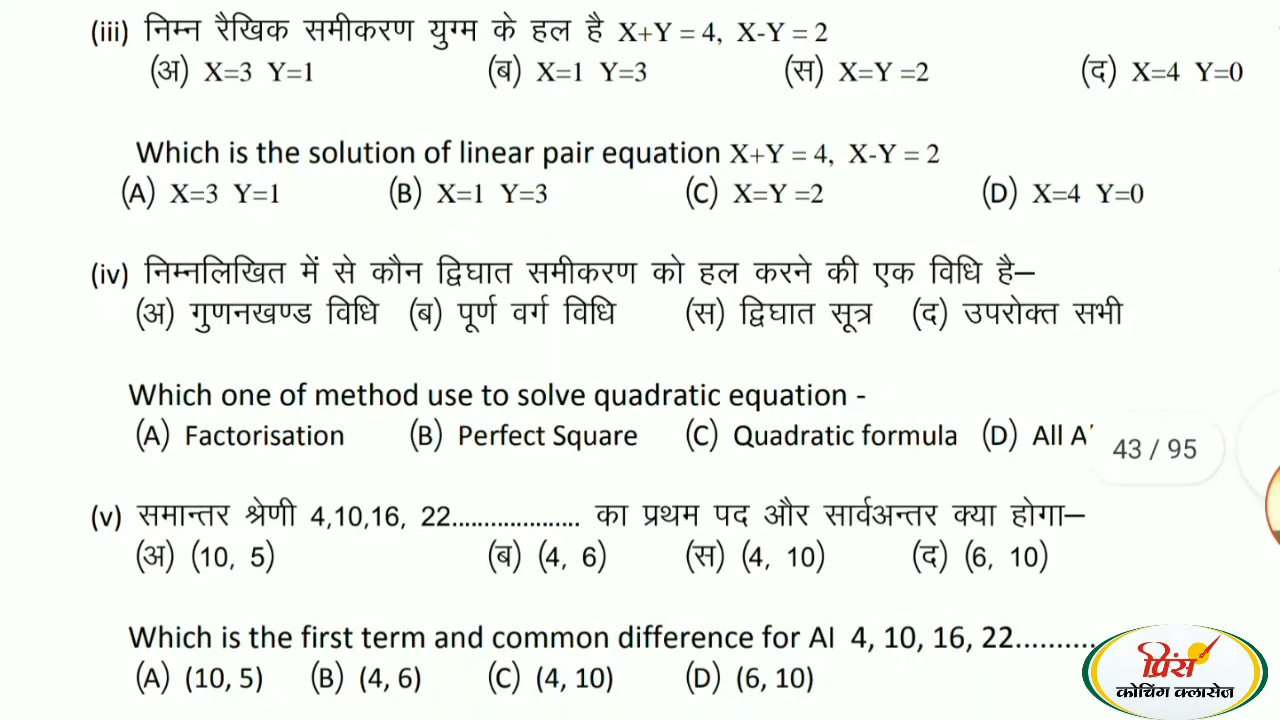 (iii) निम्न रैखिक समीकरण युग्म के हल है X+Y = 4, X-Y = 2
(अ) X=3 Y=1 (ब) X=1 Y=3 (स) X=Y =2 (द) X=4 Y=0
Which is the solution of linear pair equation X+Y = 4, X-Y = 2
(A) X=3 Y=1 (B) X=1 Y=3 (C) X=Y =2 (D) X=4 Y=0
(iv) निम्नलिखित में से कौन द्विघात समीकरण को हल करने की एक विधि है–
(अ) गुणनखण्ड विधि (ब) पूर्ण वर्ग विधि (स) द्विघात सूत्र (द) उपरोक्त सभी
Which one of method use to solve quadratic equation -
(A) Factorisation (B) Perfect Square (C) Quadratic formula (D) All
43 / 95
(v) समान्तर श्रेणी 4,10,16, 22.................... का प्रथम पद और सार्वअन्तर क्या होगा–
(अ) (10, 5) (ब) (4, 6) (स) (4, 10) (द) (6, 10)
Which is the first term and common difference for AI 4, 10, 16, 22..........
(A) (10, 5) (B) (4, 6) (C) (4, 10) (D) (6, 10)
प्रिंस
कोचिंग क्लासेज